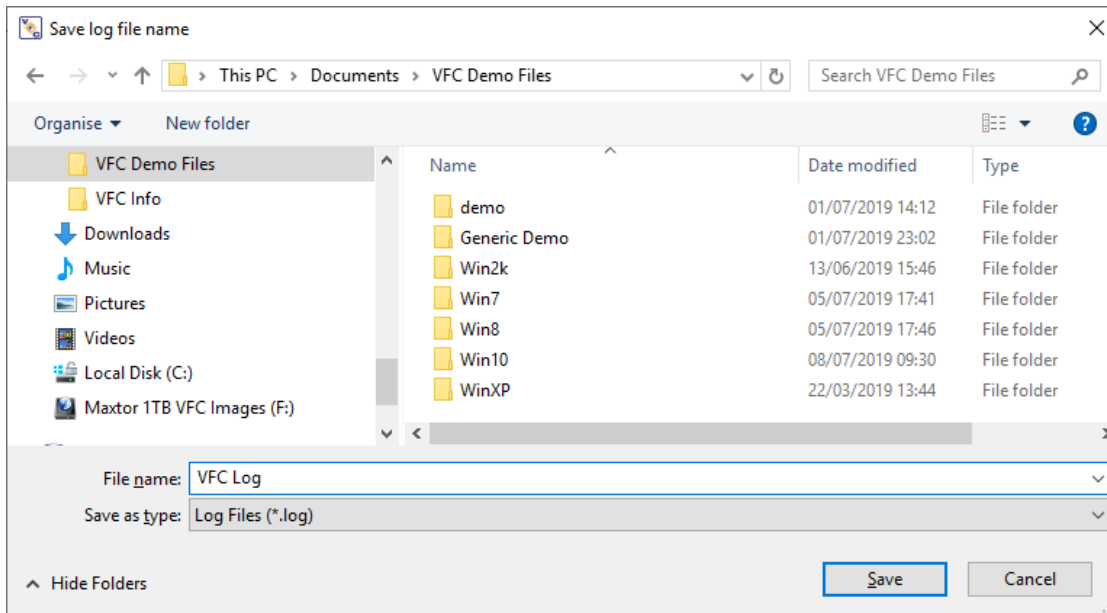 Save log file name
This PC > Documents > VFC Demo Files
Search VFC Demo Files
Organise New folder
VFC Demo Files
VFC Info
Downloads
Music
Pictures
Videos
Local Disk (C:)
Maxtor 1TB VFC Images (F:)
Name Date modified Type
demo 01/07/2019 14:12 File folder
Generic Demo 01/07/2019 23:02 File folder
Win2k 13/06/2019 15:46 File folder
Win7 05/07/2019 17:41 File folder
Win8 05/07/2019 17:46 File folder
Win10 08/07/2019 09:30 File folder
WinXP 22/03/2019 13:44 File folder
File name: VFC Log
Save as type: Log Files (*.log)
Hide Folders
Save Cancel